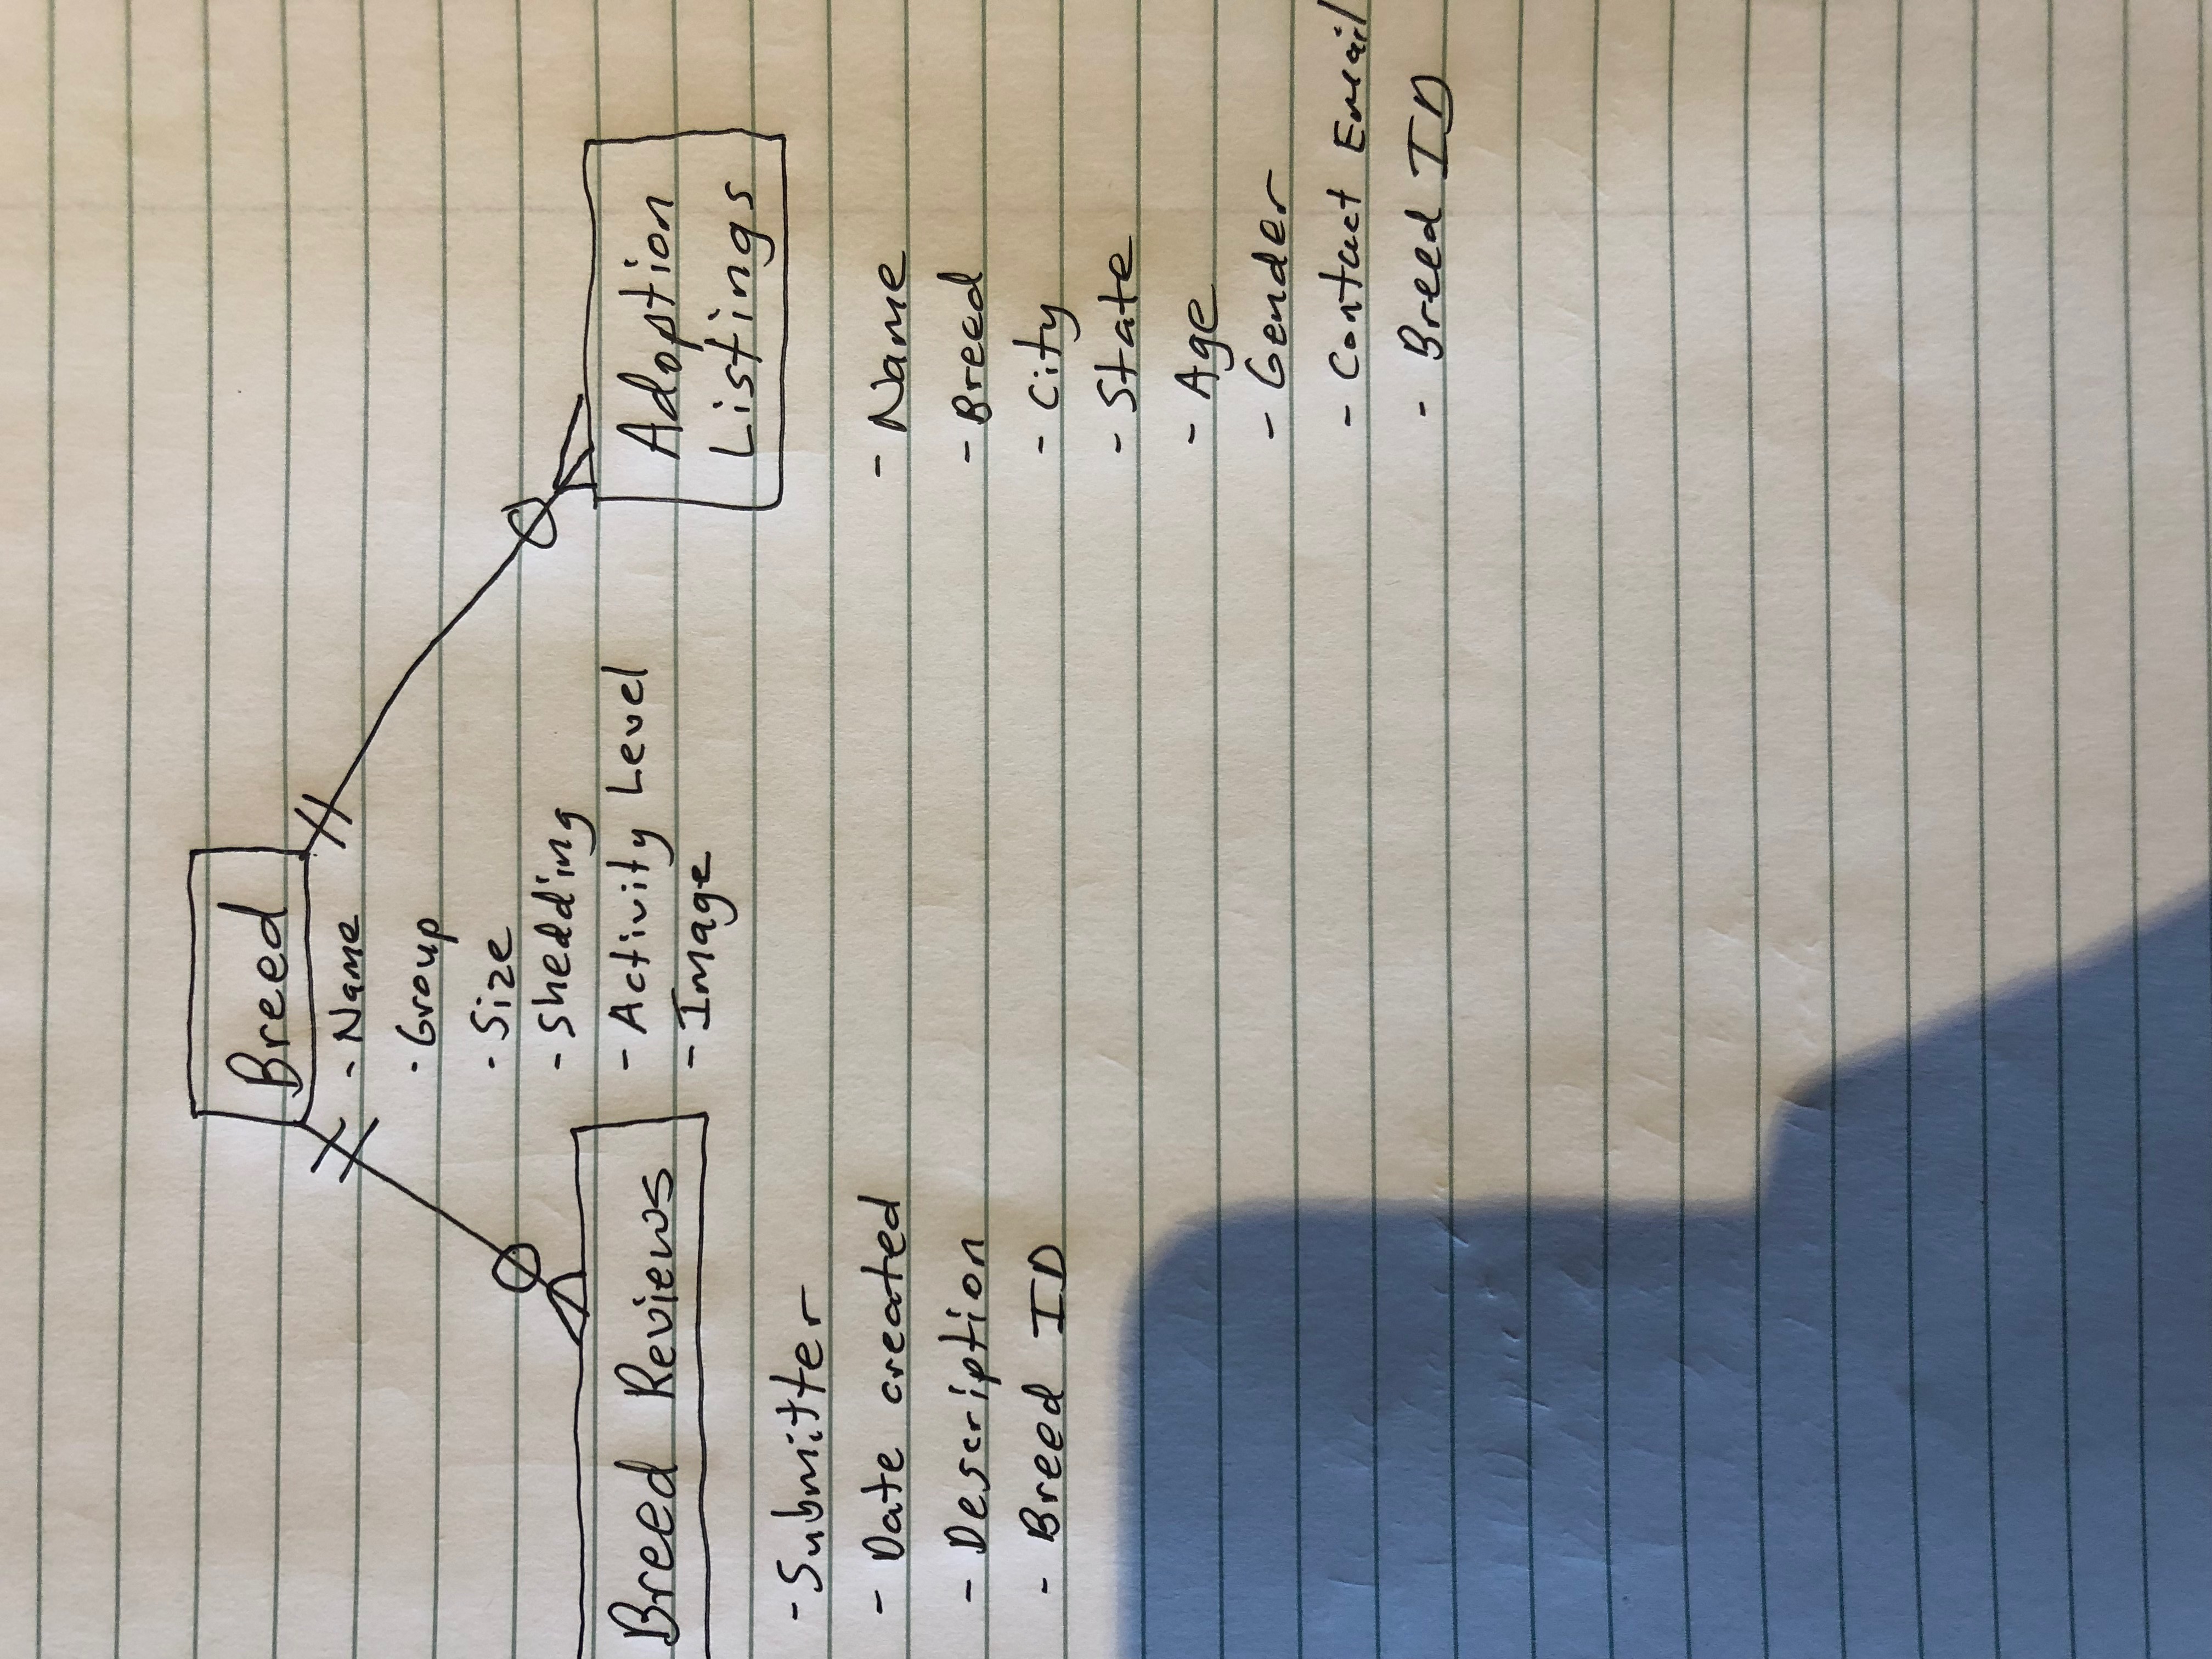 Breed
- Name
- Group
- Size
- Shedding
- Activity Level
- Image
Breed Reviews
- Submitter
- Date created
- Description
- Breed ID
Adoption
Listings
- Name
- Breed
- City
- State
- Age
- Gender
- Contact Email
- Breed ID